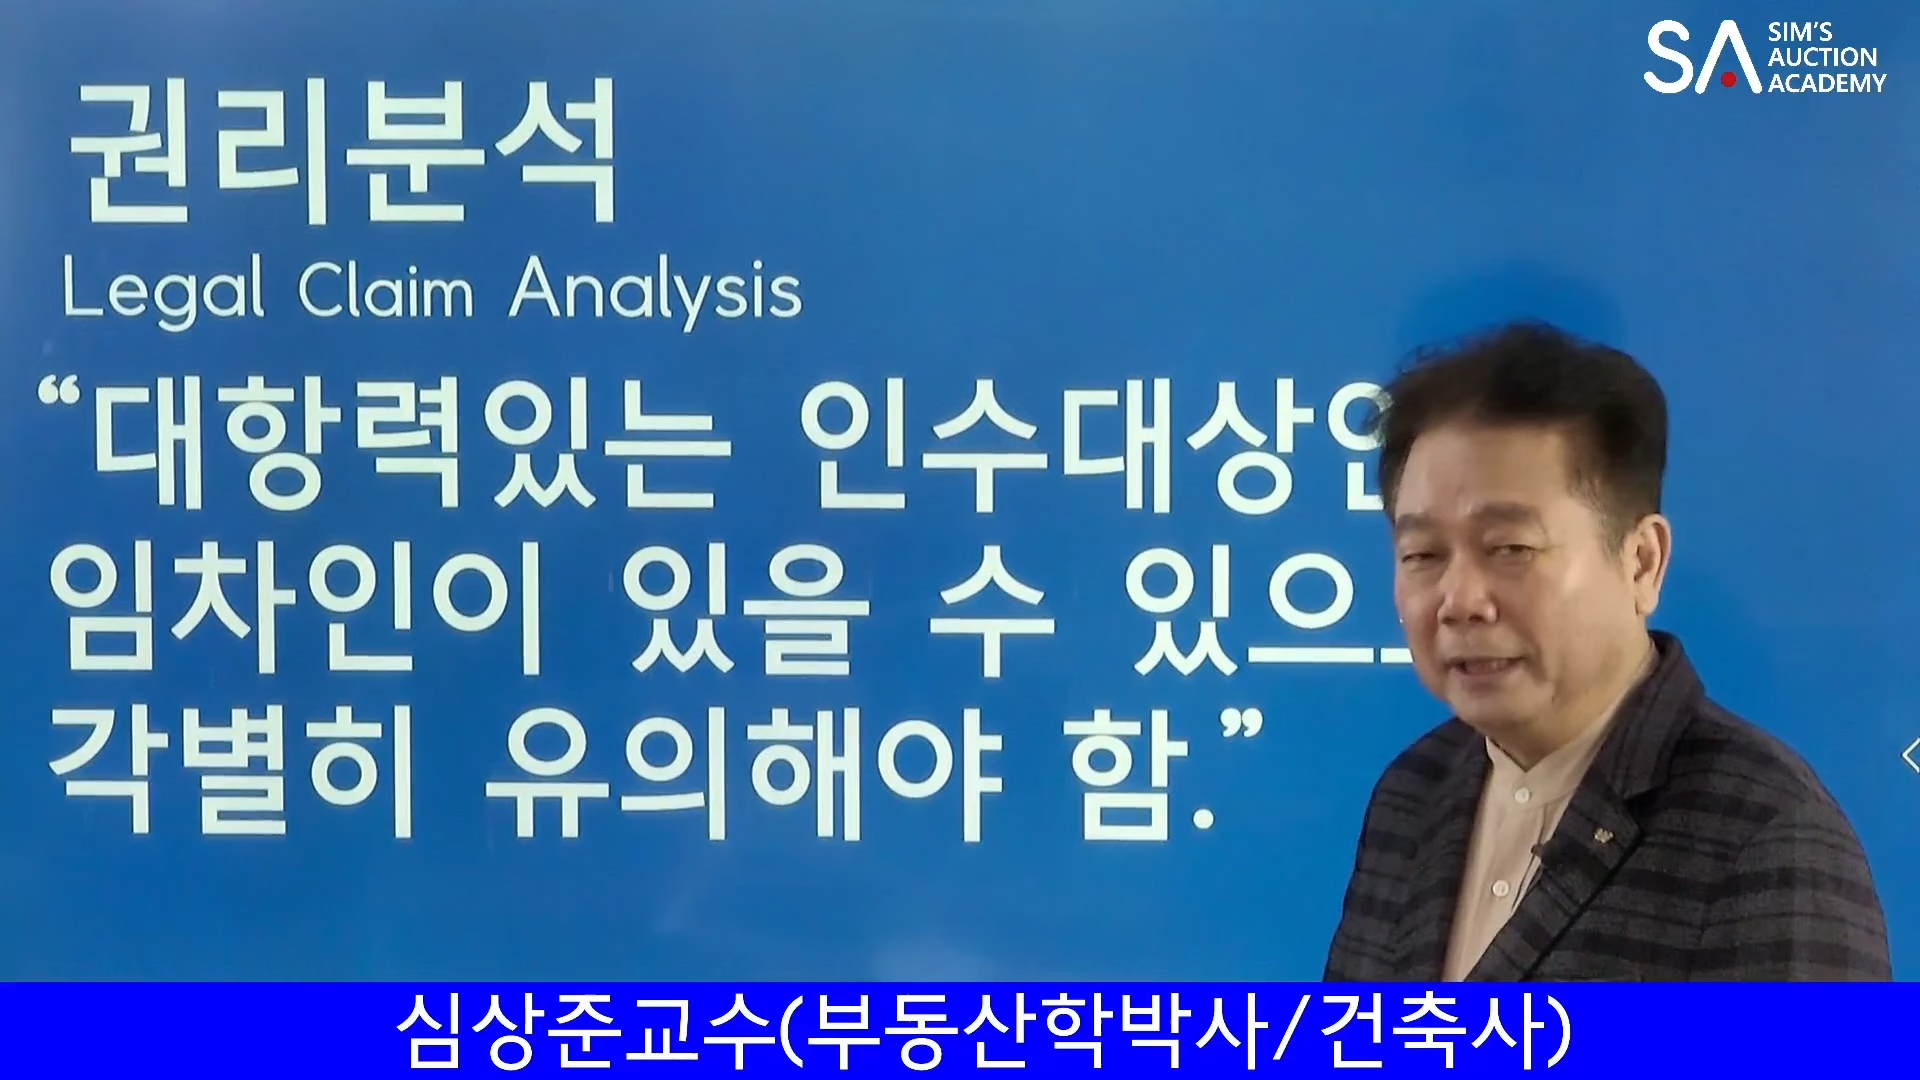 SA
SIM'S
AUCTION
ACADEMY
권리분석
Legal Claim Analysis
“대항력있는 인수대상
임차인이 있을 수
각별히 유의해야 함.”
심상준교수(부동산학박사/건축사)